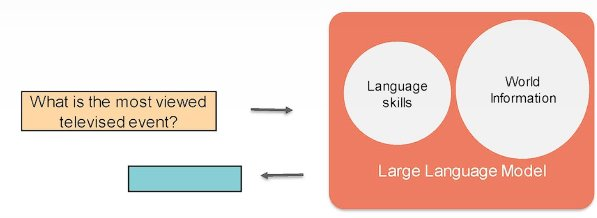 What is the most viewed
televised event?
Language
skills
World
Information
Large Language Model